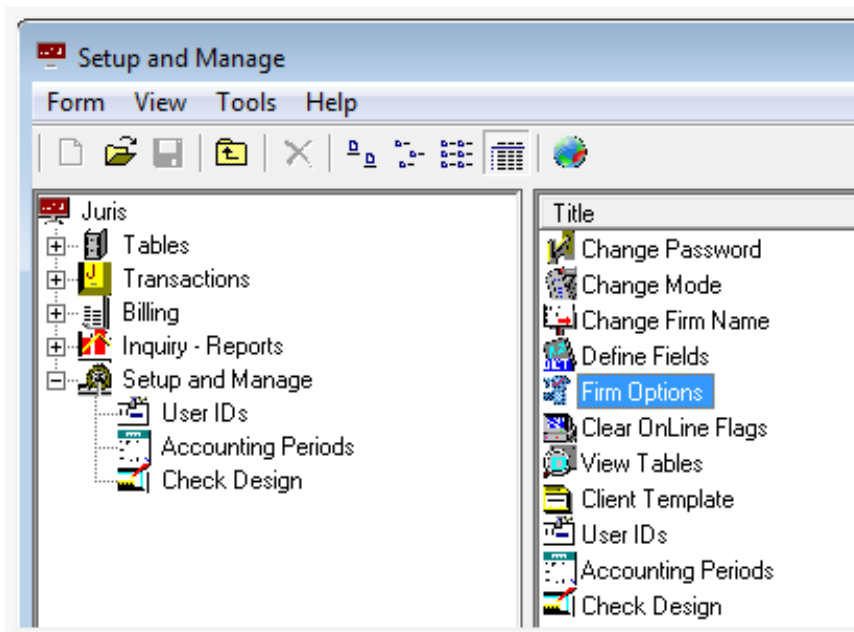 Setup and Manage
Form View Tools Help
Juris
Tables
Transactions
Billing
Inquiry - Reports
Setup and Manage
User IDs
Accounting Periods
Check Design
Title
Change Password
Change Mode
Change Firm Name
Define Fields
Firm Options
Clear OnLine Flags
View Tables
Client Template
User IDs
Accounting Periods
Check Design